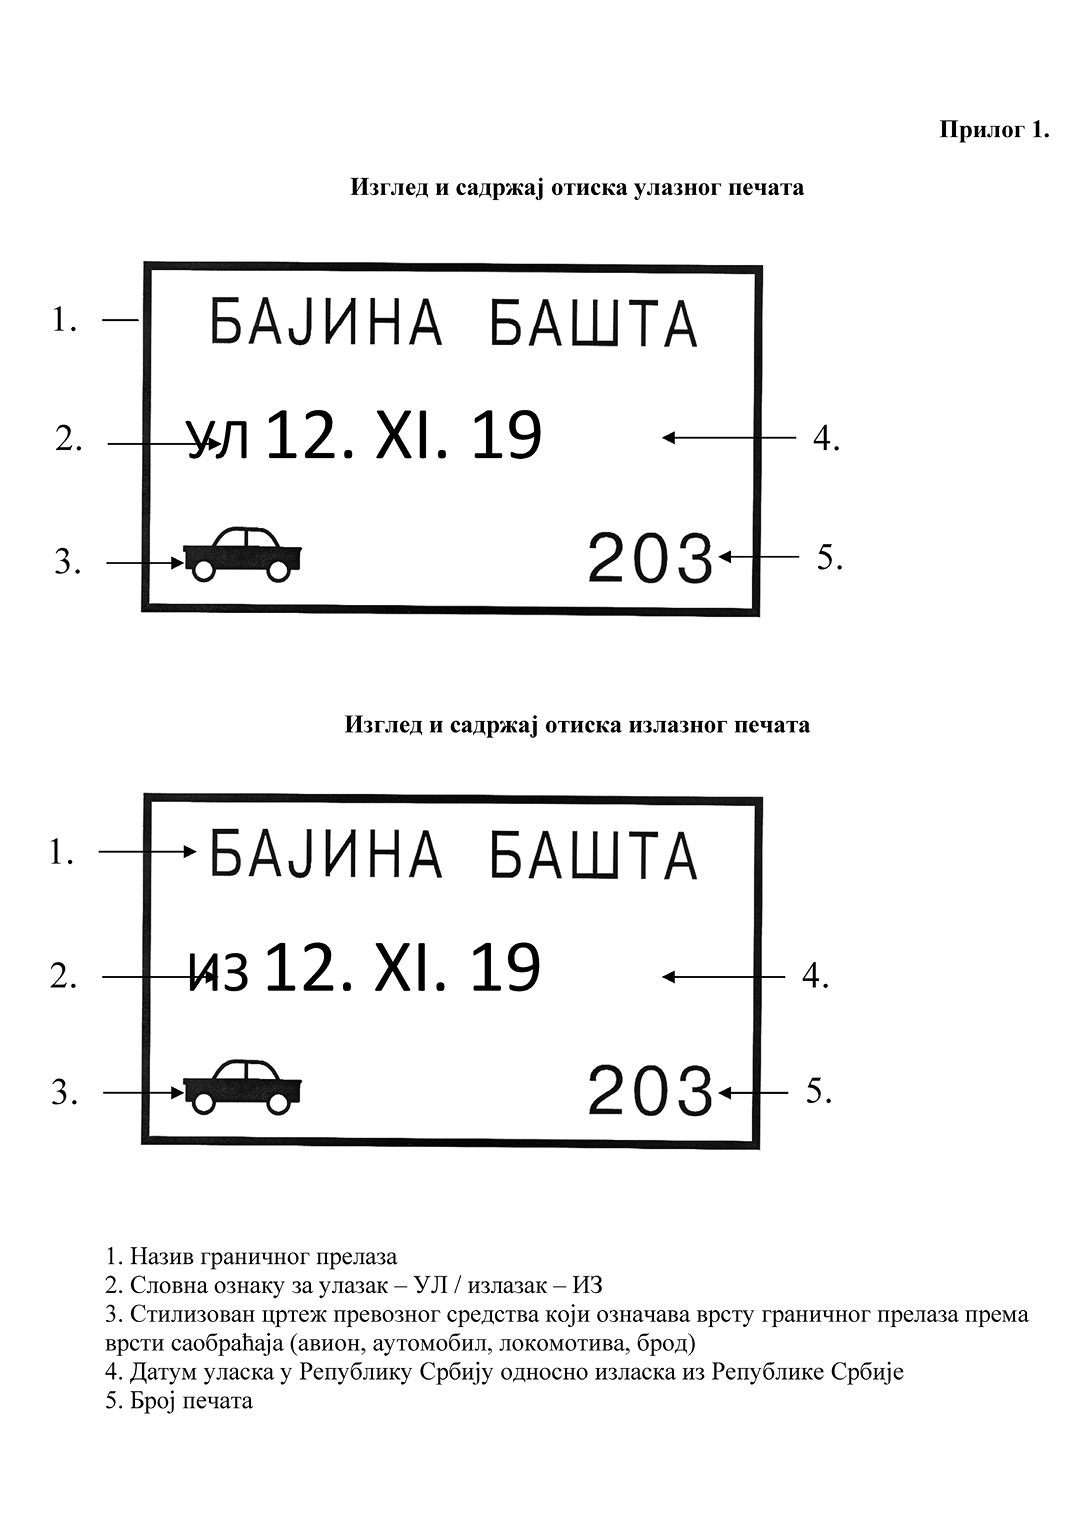 Прилог 1.
Изглед и садржај отиска улазног печата
1. БАЈИНА БАШТА
2. УЛ 12. XI. 19 4.
3. 203 5.
Изглед и садржај отиска излазног печата
1. БАЈИНА БАШТА
2. ИЗ 12. XI. 19 4.
3. 203 5.
1. Назив граничног прелаза
2. Словна ознаку за улазак – УЛ / излазак – ИЗ
3. Стилизован цртеж превозног средства који означава врсту граничног прелаза према
врсти саобраћаја (авион, аутомобил, локомотива, брод)
4. Датум уласка у Републику Србију односно изласка из Републике Србије
5. Број печата